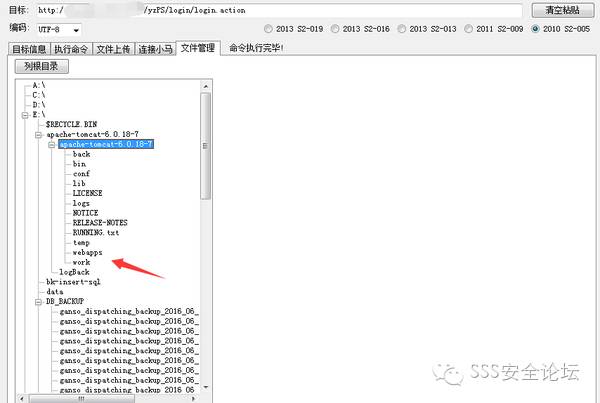 目标: http:/ /yzPS/login/login.action 清空粘贴
编码: UTF-8 2013 S2-019 2013 S2-016 2013 S2-013 2011 S2-009 2010 S2-005
目标信息 执行命令 文件上传 连接小马 文件管理 命令执行完毕!
列根目录
A:\
C:\
D:\
E:\
$RECYCLE.BIN
apache-tomcat-6.0.18-7
apache-tomcat-6.0.18-7
back
bin
conf
lib
LICENSE
logs
NOTICE
RELEASE-NOTES
RUNNING.txt
temp
webapps
work
logBack
bk-insert-sql
data
DB_BACKUP
ganso_dispatching_backup_2016_06_
ganso_dispatching_backup_2016_06_
ganso_dispatching_backup_2016_06_
ganso_dispatching_backup_2016_06_
ganso_dispatching_backup_2016_06_
ganso_dispatching_backup_2016_06_
ganso_dispatching_backup_2016_06_
ganso_dispatching_backup_2016_06
SSS安全论坛